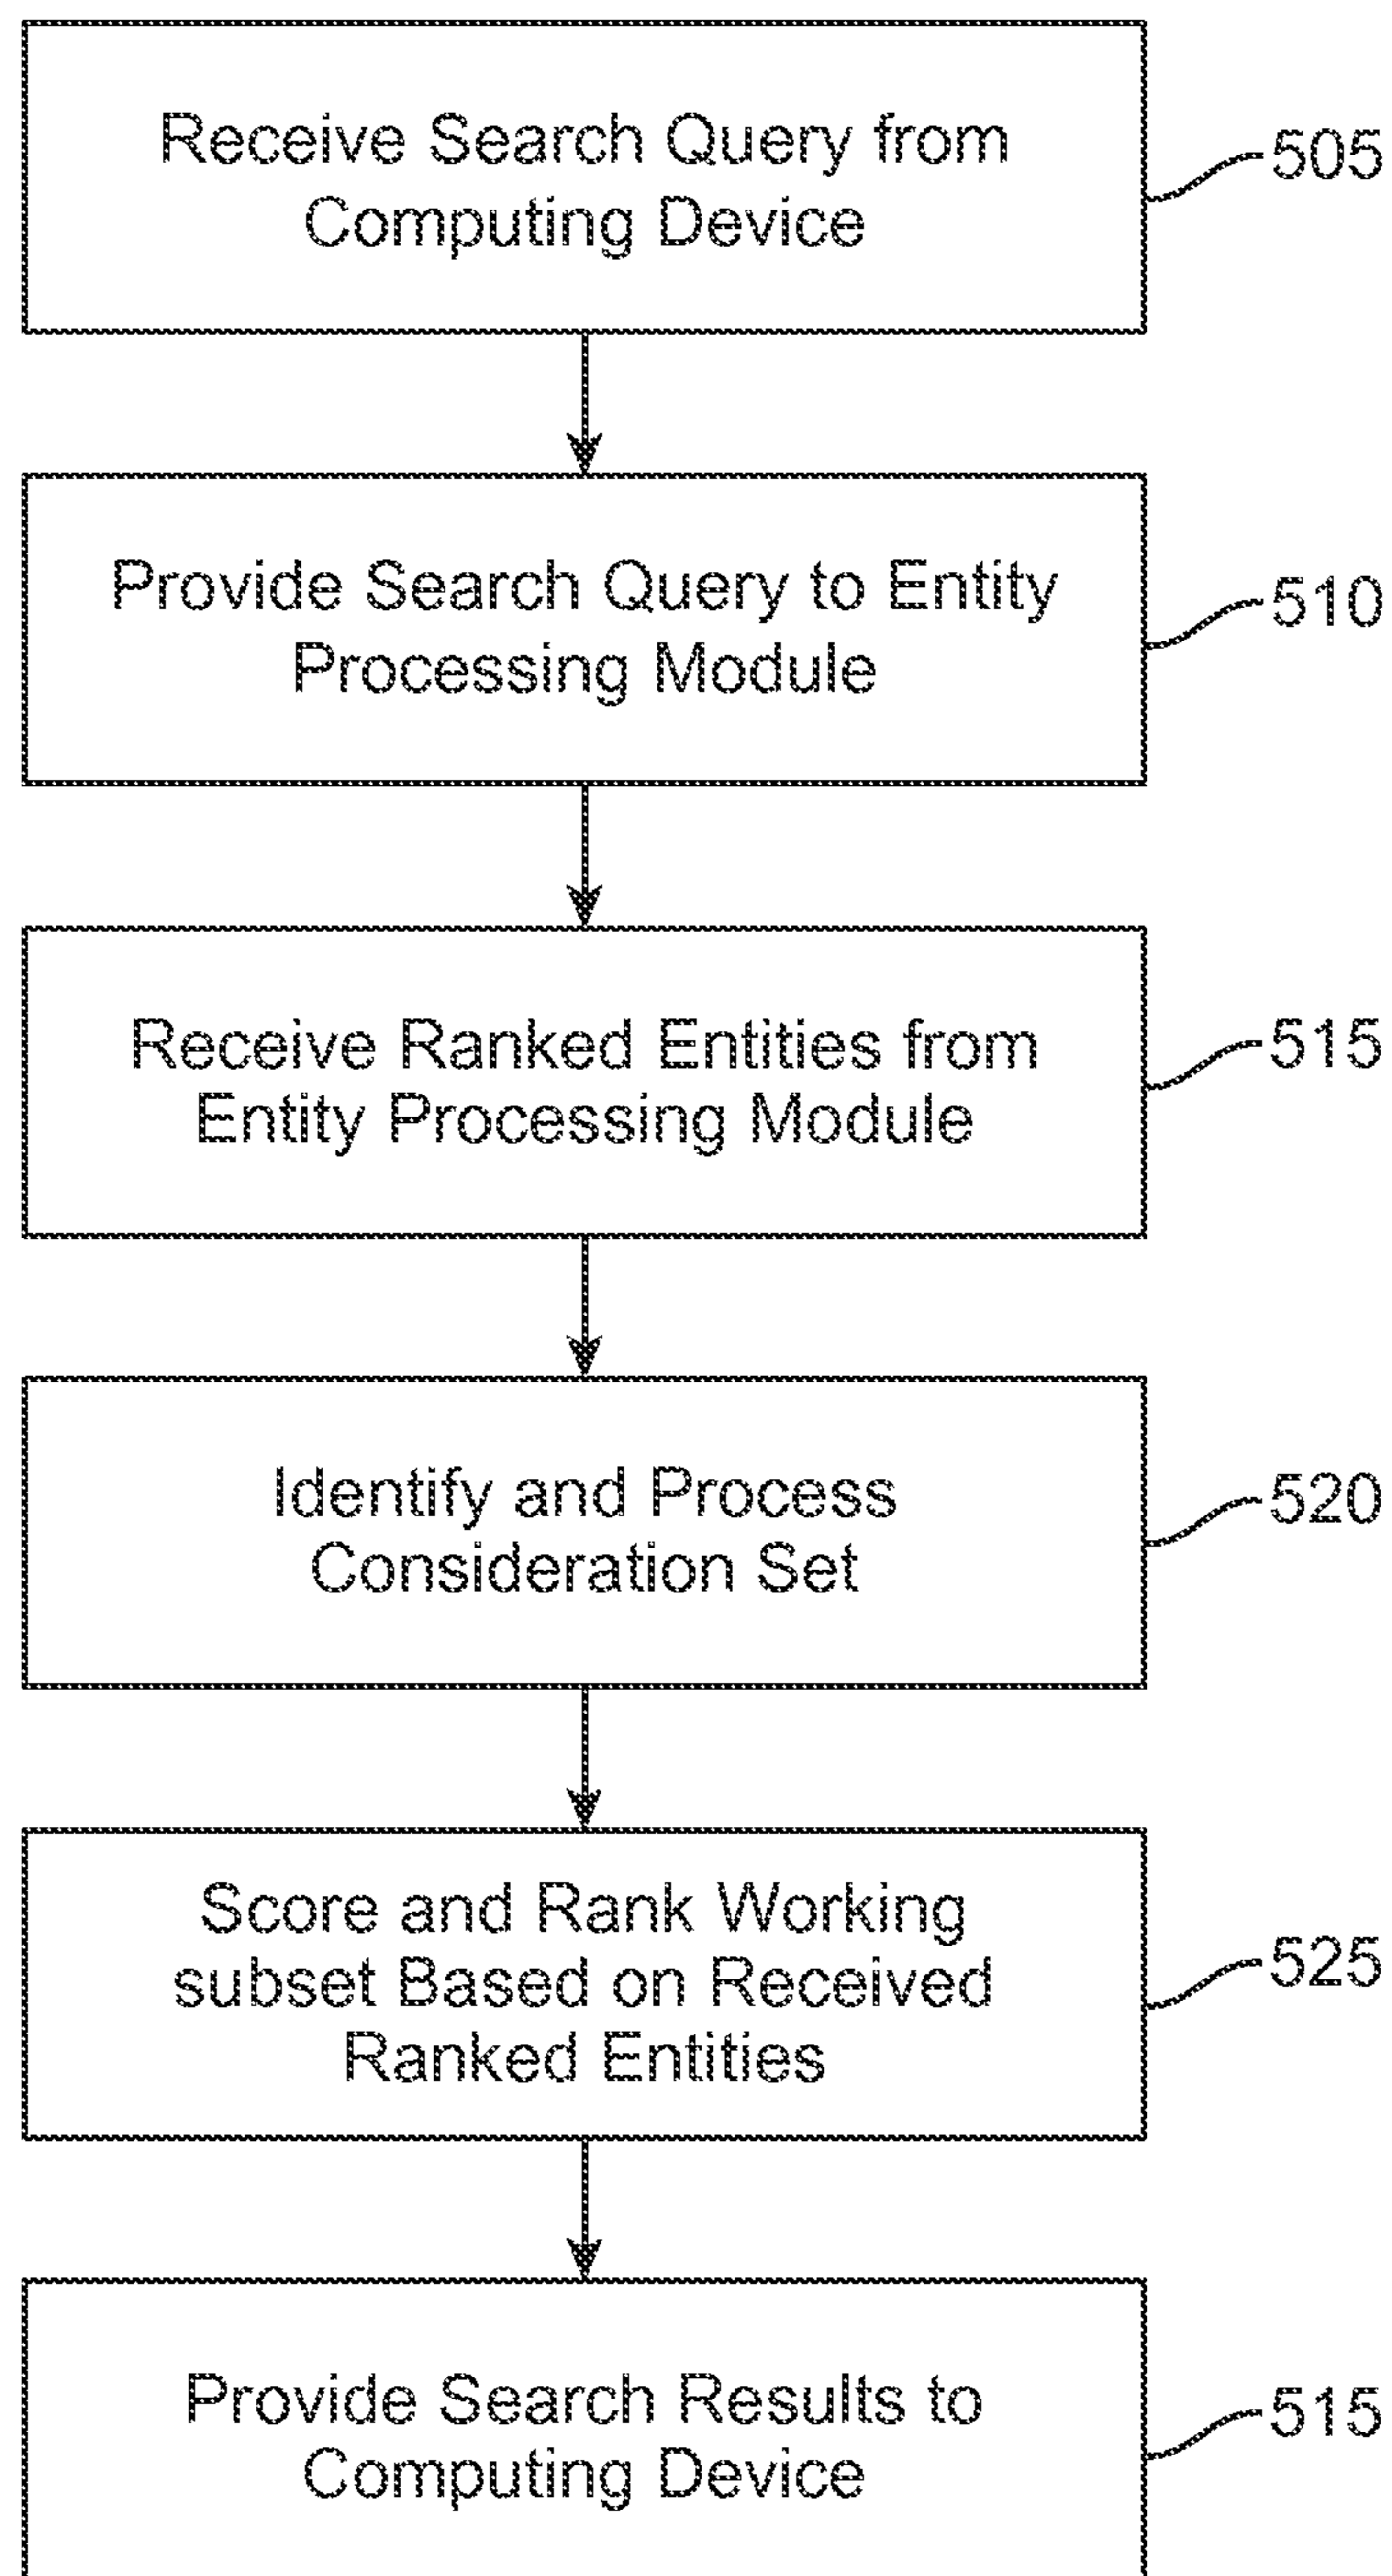 Receive Search Query from
Computing Device
505
Provide Search Query to Entity
Processing Module
510
Receive Ranked Entities from
Entity Processing Module
515
Identify and Process
Consideration Set
520
Score and Rank Working
subset Based on Received
Ranked Entities
525
Provide Search Results to
Computing Device
515